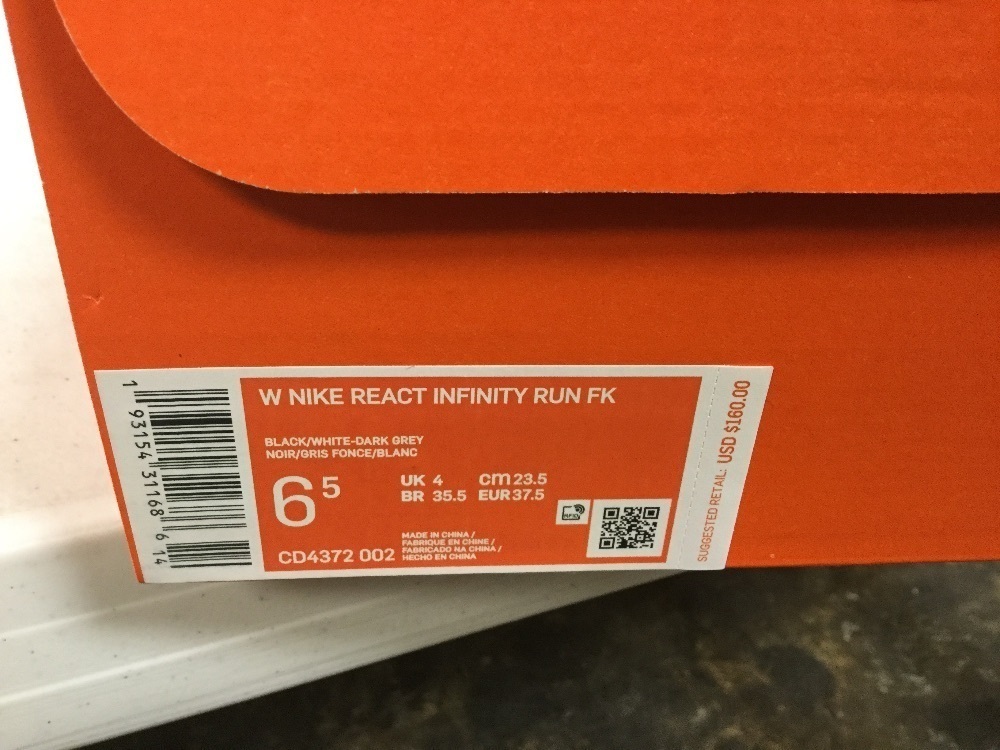 W NIKE REACT INFINITY RUN FK
BLACK/WHITE-DARK GREY
NOIR/GRIS FONCE/BLANC
6 5
UK 4 cm 23.5
BR 35.5 EUR 37.5
CD4372 002
MADE IN CHINA /
FABRIQUE EN CHINE /
FABRICADO NA CHINA /
HECHO EN CHINA
1 93154 31168 6 14
SUGGESTED RETAIL: USD $160.00